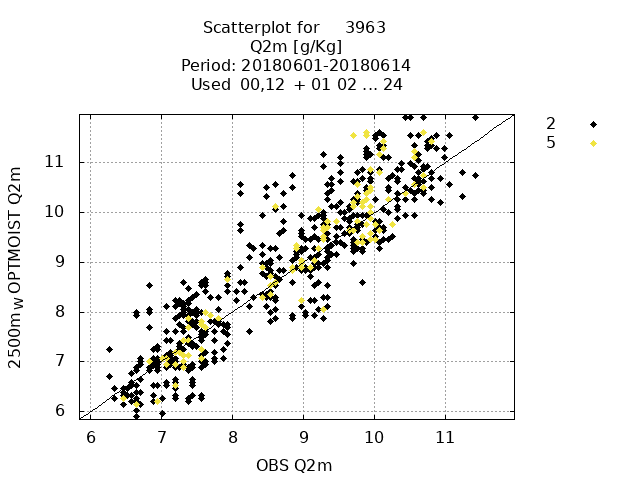 Scatterplot for 3963
Q2m [g/Kg]
Period: 20180601-20180614
Used 00,12 + 01 02 ... 24
2
5
2500m_W OPTMOIST Q2m
11
10
9
8
7
6
6 7 8 9 10 11
OBS Q2m